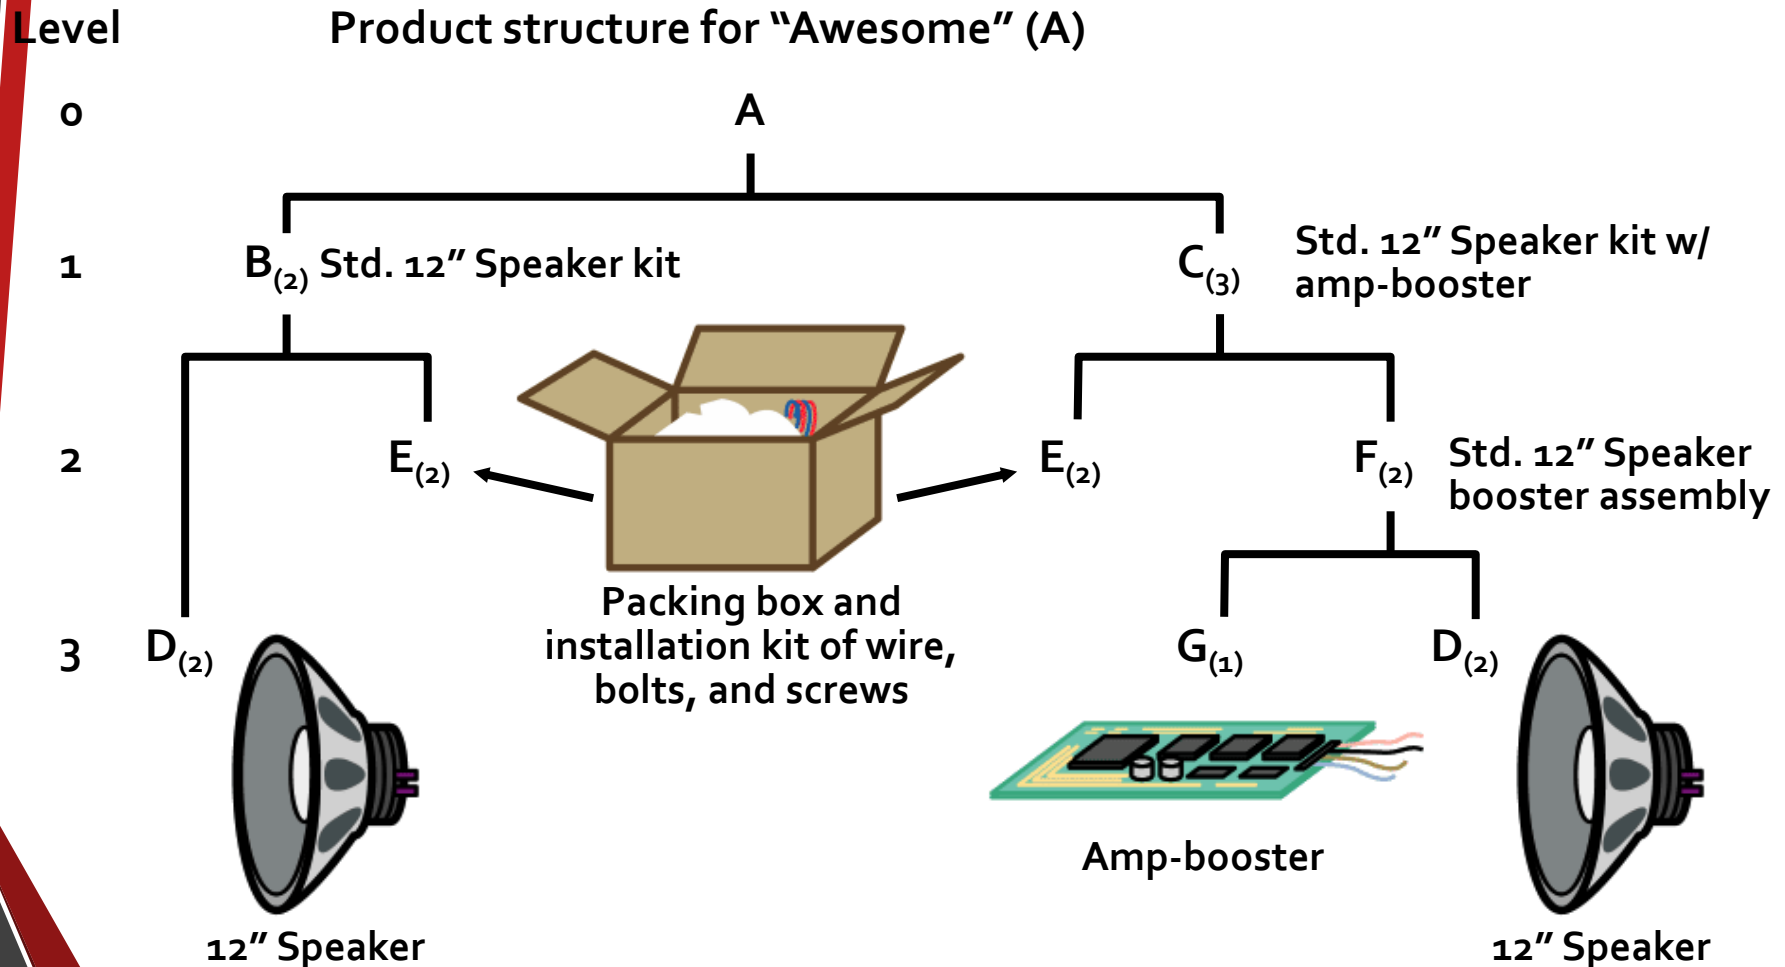 Level
Product structure for “Awesome” (A)
0
A
1
B(2) Std. 12” Speaker kit
C(3)
Std. 12” Speaker kit w/
amp-booster
2
E(2)
E(2)
F(2)
Std. 12” Speaker
booster assembly
Packing box and
installation kit of wire,
bolts, and screws
3
D(2)
G(1)
D(2)
Amp-booster
12” Speaker
12” Speaker